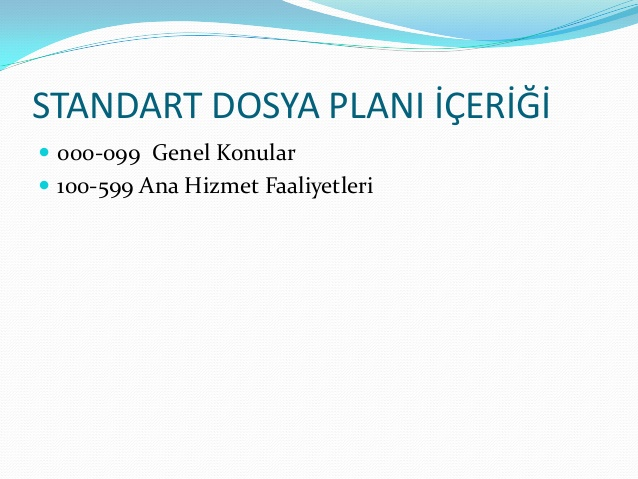 STANDART DOSYA PLANI İÇERİĞİ
000-099 Genel Konular
100-599 Ana Hizmet Faaliyetleri